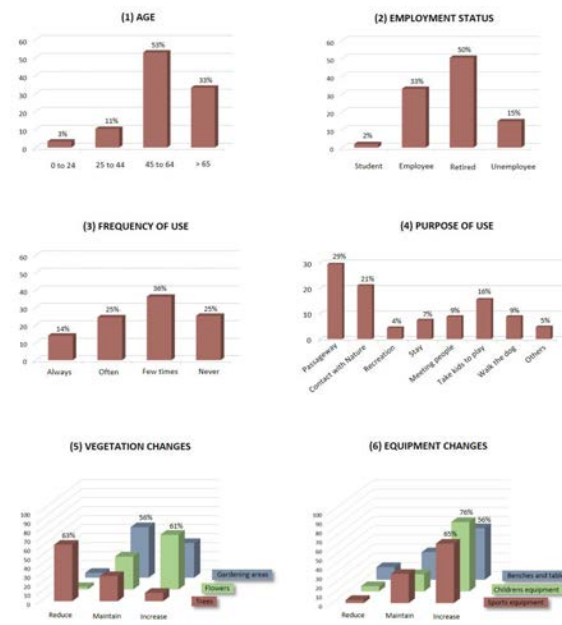 (1) AGE
60
50
40
30
20
10
0
3%
11%
53%
33%
0 to 24
25 to 44
45 to 64
> 65
(2) EMPLOYMENT STATUS
60
50
40
30
20
10
0
2%
33%
50%
15%
Student
Employee
Retired
Unemployee
(3) FREQUENCY OF USE
60
50
40
30
20
10
0
14%
25%
36%
25%
Always
Often
Few times
Never
(4) PURPOSE OF USE
30
20
10
0
29%
21%
4%
7%
9%
16%
9%
5%
Passageway
Contact with Nature
Recreation
Stay
Meeting people
Take kids to play
Walk the dog
Others
(5) VEGETATION CHANGES
100
90
80
70
60
50
40
30
20
10
0
63%
56%
61%
Gardening areas
Flowers
Trees
Reduce
Maintain
Increase
(6) EQUIPMENT CHANGES
100
90
80
70
60
50
40
30
20
10
0
65%
76%
56%
Benches and table
Childrens equipment
Sports equipment
Reduce
Maintain
Increase